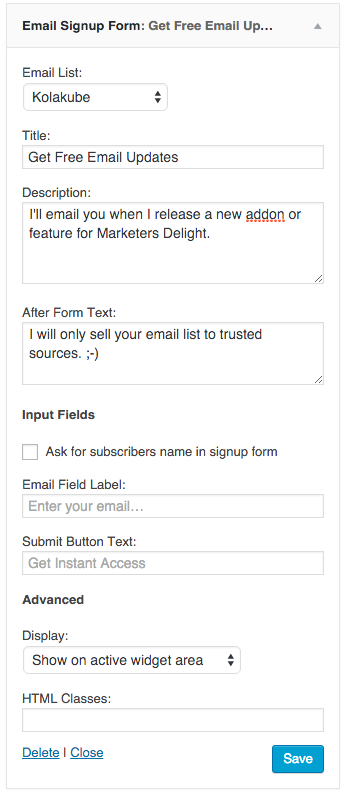 Email Signup Form: Get Free Email Up…
Email List:
Kolakube
Title:
Get Free Email Updates
Description:
I'll email you when I release a new addon or
feature for Marketers Delight.
After Form Text:
I will only sell your email list to trusted
sources. ;-)
Input Fields
Ask for subscribers name in signup form
Email Field Label:
Enter your email…
Submit Button Text:
Get Instant Access
Advanced
Display:
Show on active widget area
HTML Classes:
Delete | Close
Save